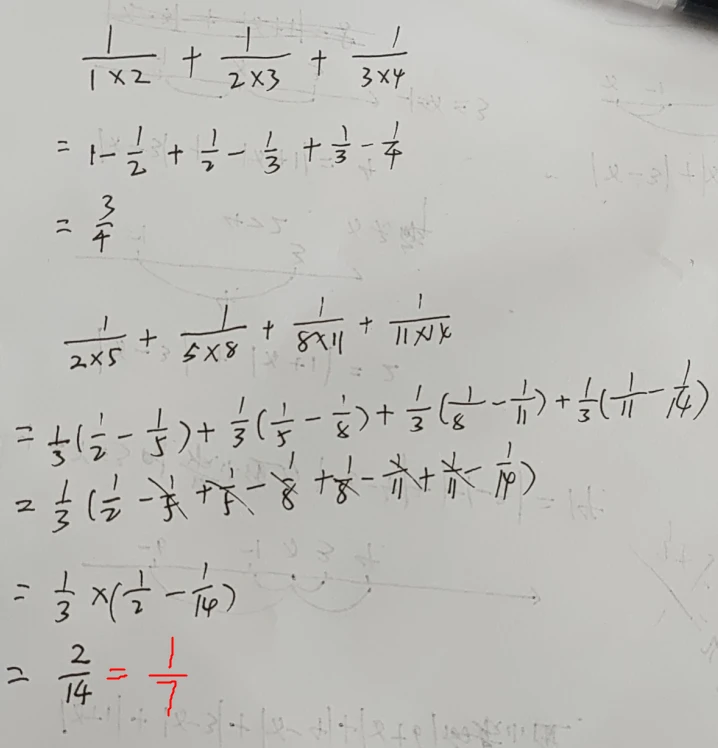 1/(1×2) + 1/(2×3) + 1/(3×4)
= 1 - 1/2 + 1/2 - 1/3 + 1/3 - 1/4
= 3/4
1/(2×5) + 1/(5×8) + 1/(8×11) + 1/(11×14)
= 1/3(1/2 - 1/5) + 1/3(1/5 - 1/8) + 1/3(1/8 - 1/11) + 1/3(1/11 - 1/14)
= 1/3(1/2 - 1/5 + 1/5 - 1/8 + 1/8 - 1/11 + 1/11 - 1/14)
= 1/3 ×(1/2 - 1/14)
= 2/14 = 1/7